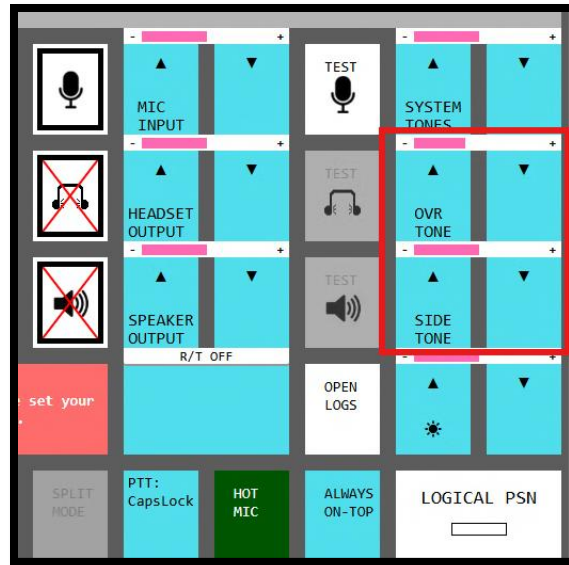 - +
MIC
INPUT
TEST
- +
SYSTEM
TONES
- +
HEADSET
OUTPUT
TEST
- +
OVR
TONE
- +
SPEAKER
OUTPUT
TEST
- +
SIDE
TONE
R/T OFF
- +
set your
.
OPEN
LOGS
SPLIT
MODE
PTT:
CapsLock
HOT
MIC
ALWAYS
ON-TOP
LOGICAL PSN